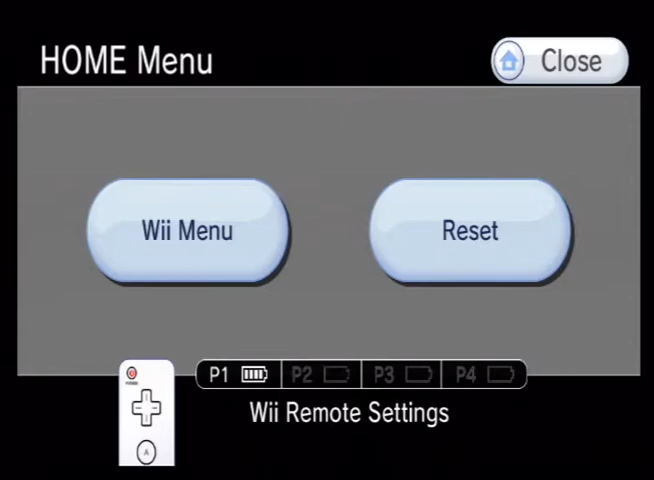 HOME Menu
Close
Wii Menu
Reset
P1 P2 P3 P4
Wii Remote Settings
A